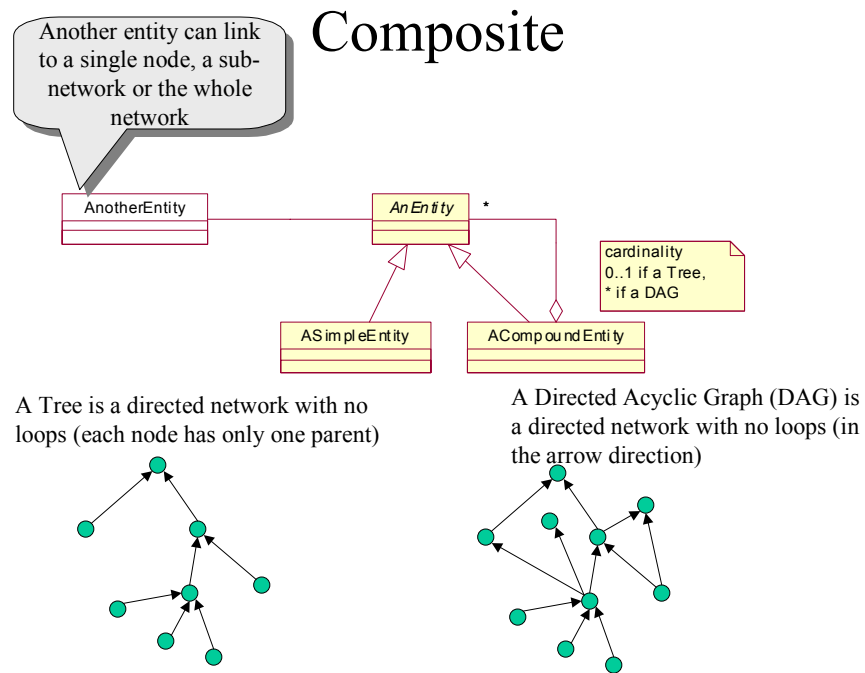 Composite
Another entity can link
to a single node, a sub-
network or the whole
network
AnotherEntity
AnEntity
*
cardinality
0..1 if a Tree,
* if a DAG
ASimpleEntity
ACompoundEntity
A Tree is a directed network with no
loops (each node has only one parent)
A Directed Acyclic Graph (DAG) is
a directed network with no loops (in
the arrow direction)